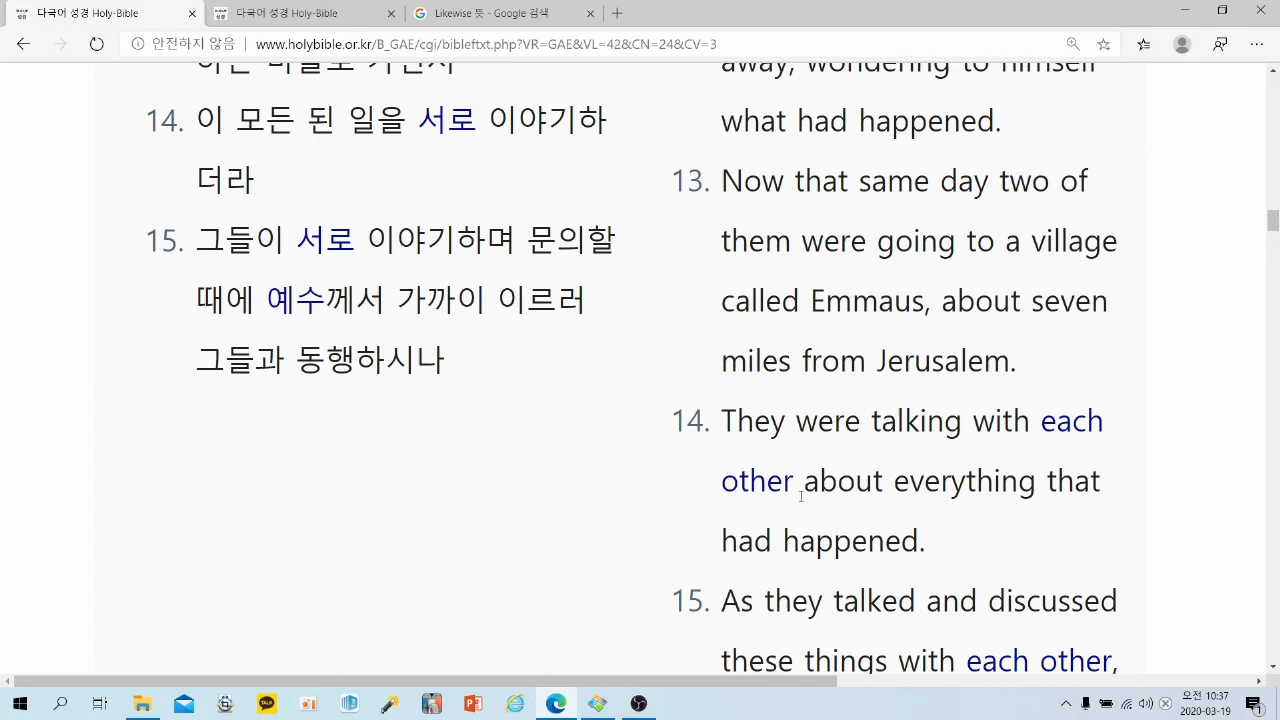 다국어 성경 Holy-Bible
다국어 성경 Holy-Bible
Likewise 뜻 - Google 검색
안전하지 않음
www.holybible.or.kr/B_GAE/cgi/bibleftxt.php?VR=GAE&VL=42&CN=24&CV=3
14. 이 모든 된 일을 서로 이야기하
더라
15. 그들이 서로 이야기하며 문의할
때에 예수께서 가까이 이르러
그들과 동행하시나
away, wondering to himself
what had happened.
13. Now that same day two of
them were going to a village
called Emmaus, about seven
miles from Jerusalem.
14. They were talking with each
other about everything that
had happened.
15. As they talked and discussed
these things with each other,
TALK
오전 10:37
2020-03-19
1